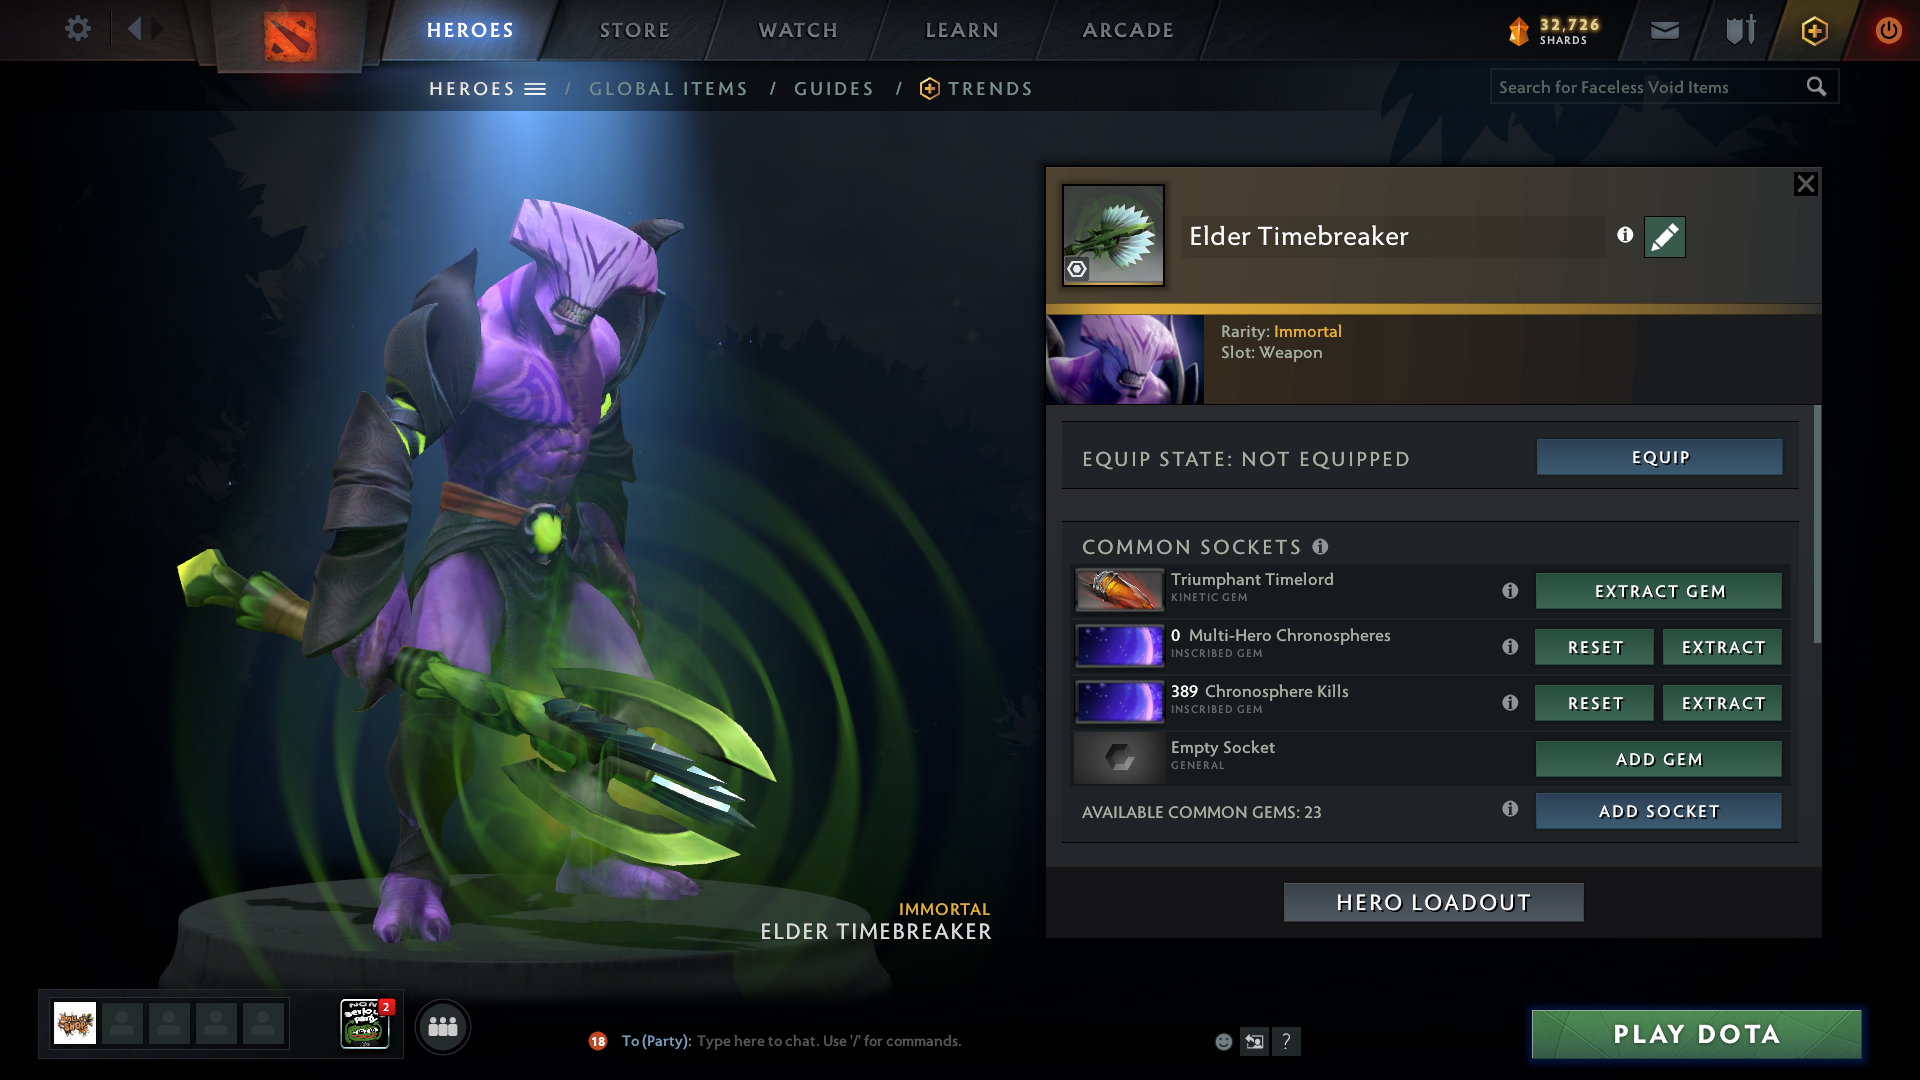 HEROES
STORE
WATCH
LEARN
ARCADE
32,726
SHARDS
HEROES / GLOBAL ITEMS / GUIDES / TRENDS
Search for Faceless Void Items
Elder Timebreaker
Rarity: Immortal
Slot: Weapon
EQUIP STATE: NOT EQUIPPED
EQUIP
COMMON SOCKETS
Triumphant Timelord
KINETIC GEM
EXTRACT GEM
0 Multi-Hero Chronospheres
INSCRIBED GEM
RESET
EXTRACT
389 Chronosphere Kills
INSCRIBED GEM
RESET
EXTRACT
Empty Socket
GENERAL
ADD GEM
AVAILABLE COMMON GEMS: 23
ADD SOCKET
HERO LOADOUT
IMMORTAL
ELDER TIMEBREAKER
2
18
To (Party): Type here to chat. Use '/' for commands.
?
PLAY DOTA